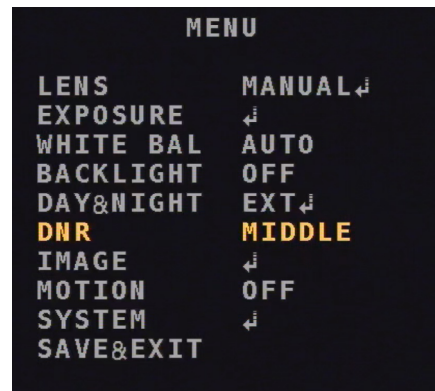 MENU
LENS MANUAL↲
EXPOSURE ↲
WHITE BAL AUTO
BACKLIGHT OFF
DAY&NIGHT EXT↲
DNR MIDDLE
IMAGE ↲
MOTION OFF
SYSTEM ↲
SAVE&EXIT